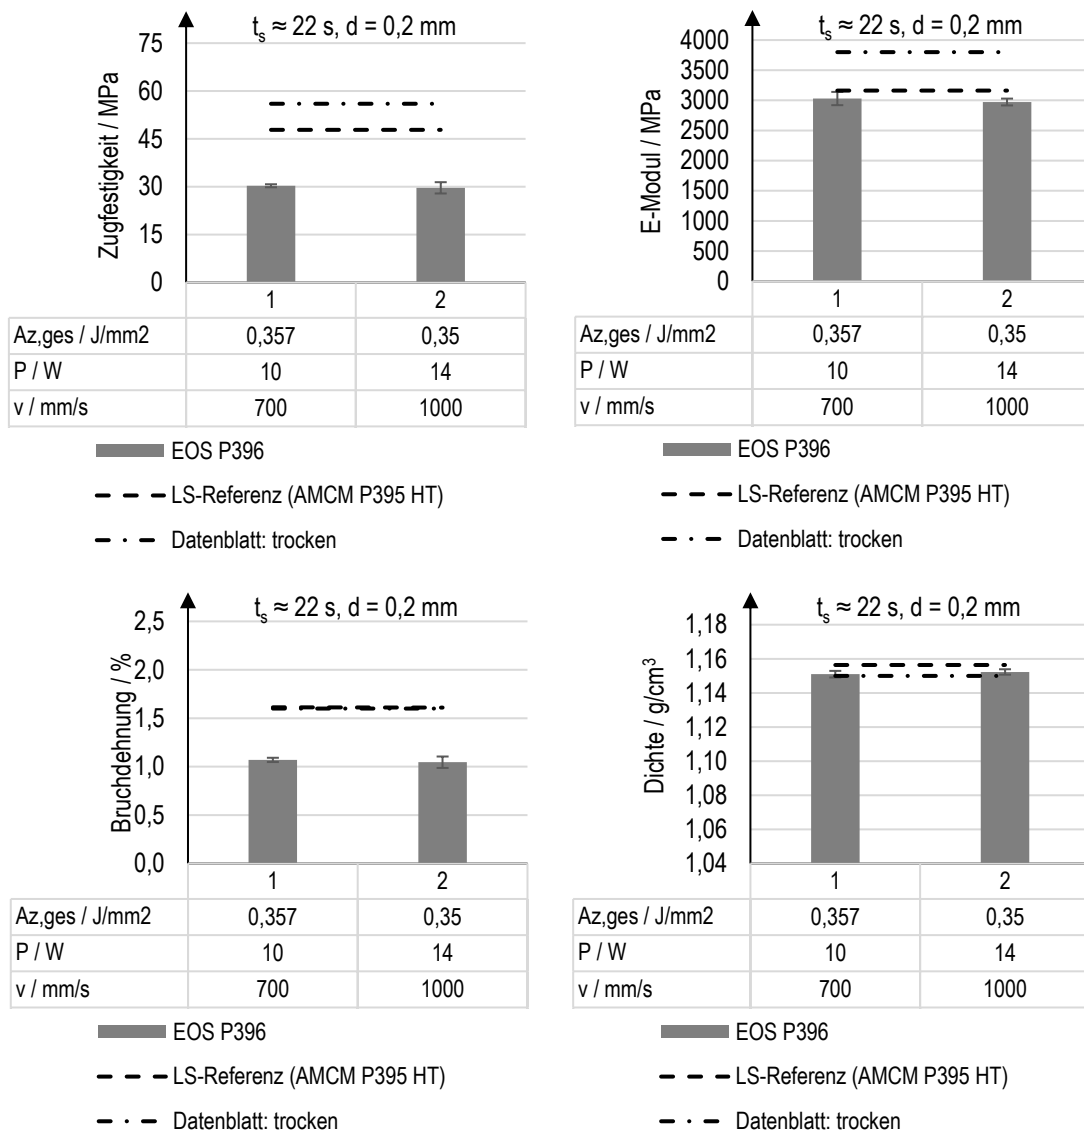 t_s ≈ 22 s, d = 0,2 mm
Zugfestigkeit / MPa
75
60
45
30
15
0
1 2
Az,ges / J/mm2 0,357 0,35
P / W 10 14
v / mm/s 700 1000
EOS P396
LS-Referenz (AMCM P395 HT)
Datenblatt: trocken
t_s ≈ 22 s, d = 0,2 mm
E-Modul / MPa
4000
3500
3000
2500
2000
1500
1000
500
0
1 2
Az,ges / J/mm2 0,357 0,35
P / W 10 14
v / mm/s 700 1000
EOS P396
LS-Referenz (AMCM P395 HT)
Datenblatt: trocken
t_s ≈ 22 s, d = 0,2 mm
Bruchdehnung / %
2,5
2,0
1,5
1,0
0,5
0,0
1 2
Az,ges / J/mm2 0,357 0,35
P / W 10 14
v / mm/s 700 1000
EOS P396
LS-Referenz (AMCM P395 HT)
Datenblatt: trocken
t_s ≈ 22 s, d = 0,2 mm
Dichte / g/cm³
1,18
1,16
1,14
1,12
1,10
1,08
1,06
1,04
1 2
Az,ges / J/mm2 0,357 0,35
P / W 10 14
v / mm/s 700 1000
EOS P396
LS-Referenz (AMCM P395 HT)
Datenblatt: trocken